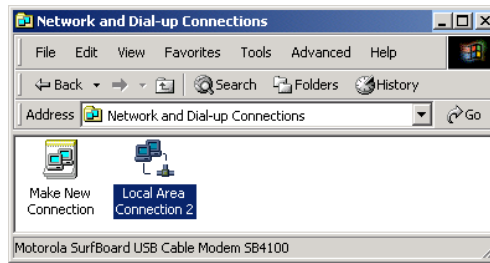 Network and Dial-up Connections
File Edit View Favorites Tools Advanced Help
Back Search Folders History
Address Network and Dial-up Connections Go
Make New Connection
Local Area Connection 2
Motorola SurfBoard USB Cable Modem SB4100